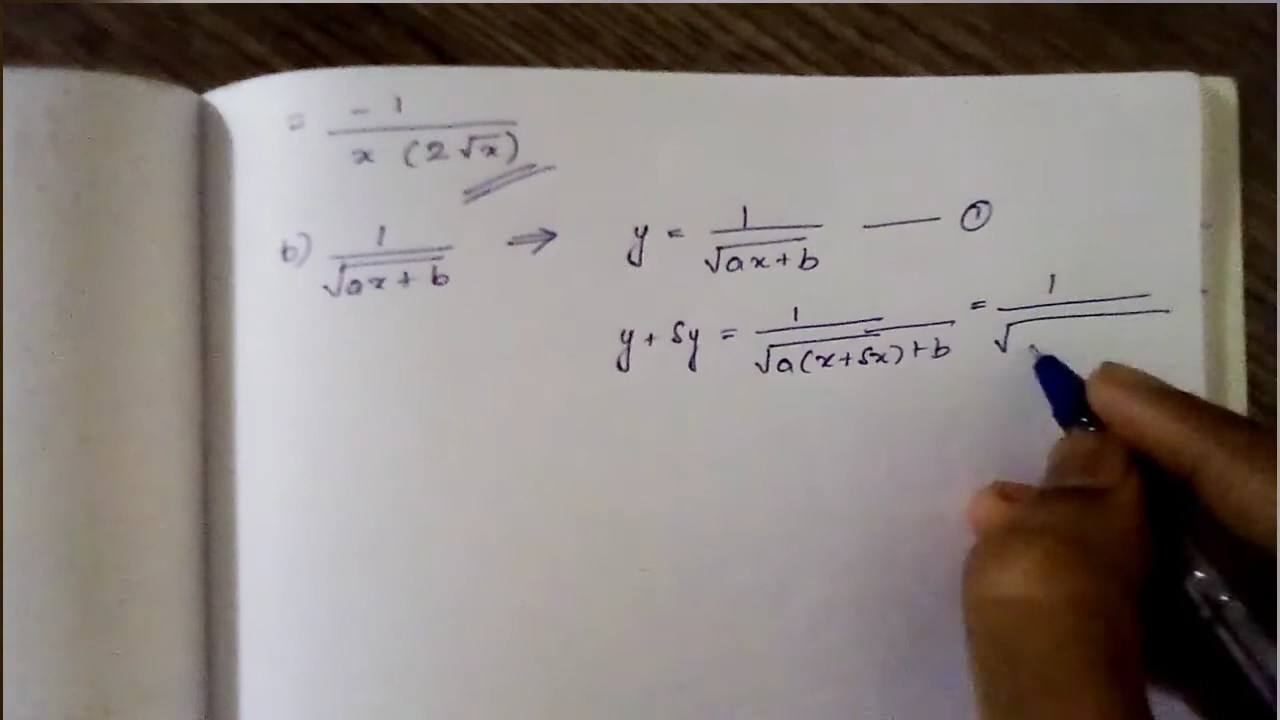 = -1 / x (2√x)
b) 1 / √ax + b ⇒ y = 1 / √ax + b —— ①
y + δy = 1 / √a(x + δx) + b = 1 / √